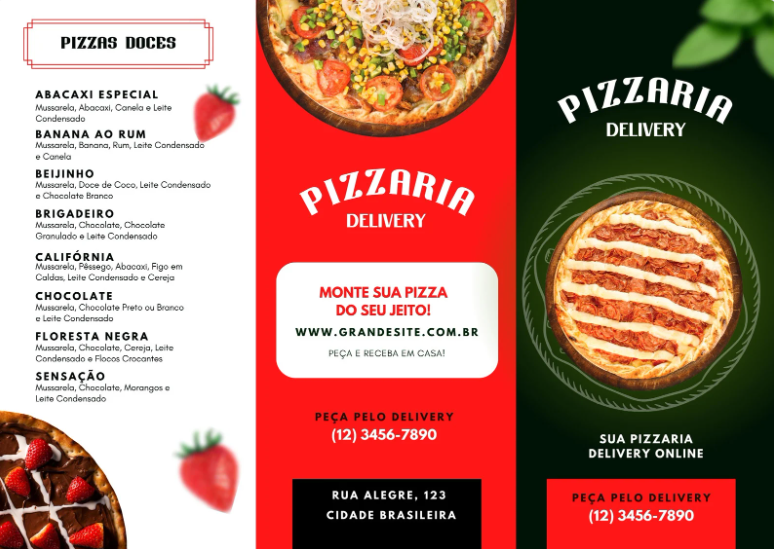 PIZZAS DOCES
ABACAXI ESPECIAL
Mussarela, Abacaxi, Canela e Leite
Condensado
BANANA AO RUM
Mussarela, Banana, Rum, Leite Condensado
e Canela
BEIJINHO
Mussarela, Doce de Coco, Leite Condensado
e Chocolate Branco
BRIGADEIRO
Mussarela, Chocolate, Chocolate
Granulado e Leite Condensado
CALIFÓRNIA
Mussarela, Pêssego, Abacaxi, Figo em
Caldas, Leite Condensado e Cereja
CHOCOLATE
Mussarela, Chocolate Preto ou Branco
e Leite Condensado
FLORESTA NEGRA
Mussarela, Chocolate, Cereja, Leite
Condensado e Flocos Crocantes
SENSAÇÃO
Mussarela, Chocolate, Morangos e
Leite Condensado
PIZZARIA
DELIVERY
MONTE SUA PIZZA
DO SEU JEITO!
WWW.GRANDESITE.COM.BR
PEÇA E RECEBA EM CASA!
PEÇA PELO DELIVERY
(12) 3456-7890
RUA ALEGRE, 123
CIDADE BRASILEIRA
PIZZARIA
DELIVERY
SUA PIZZARIA
DELIVERY ONLINE
PEÇA PELO DELIVERY
(12) 3456-7890